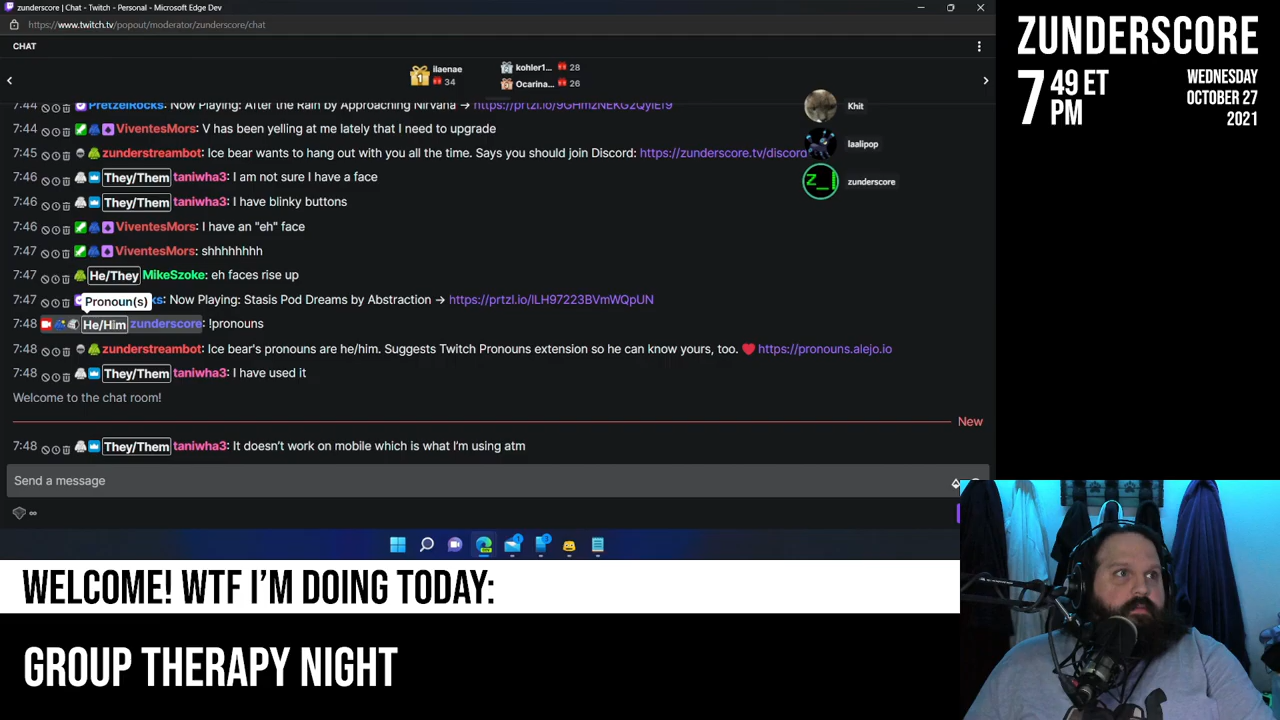 zunderscore | Chat - Twitch - Personal - Microsoft Edge Dev
https://www.twitch.tv/popout/moderator/zunderscore/chat
CHAT
ilaenae
34
kohler1... 28
Ocarina... 26
7:44 PretzelRocks: Now Playing: After the Rain by Approaching Nirvana → https://prtzl.io/9GHmzNEKG2QylEf9
7:44 ViventesMors: V has been yelling at me lately that I need to upgrade
7:45 zunderstreambot: Ice bear wants to hang out with you all the time. Says you should join Discord: https://zunderscore.tv/discord
7:46 They/Them taniwha3: I am not sure I have a face
7:46 They/Them taniwha3: I have blinky buttons
7:46 ViventesMors: I have an "eh" face
7:47 ViventesMors: shhhhhhh
7:47 He/They MikeSzoke: eh faces rise up
7:47 ks: Now Playing: Stasis Pod Dreams by Abstraction → https://prtzl.io/lLH97223BVmWQpUN
Pronoun(s)
7:48 He/Him zunderscore: !pronouns
7:48 zunderstreambot: Ice bear's pronouns are he/him. Suggests Twitch Pronouns extension so he can know yours, too. https://pronouns.alejo.io
7:48 They/Them taniwha3: I have used it
Welcome to the chat room!
New
7:48 They/Them taniwha3: It doesn't work on mobile which is what I'm using atm
Send a message
∞
Khit
laalipop
z_
zunderscore
ZUNDERSCORE
7 49 ET
PM
WEDNESDAY
OCTOBER 27
2021
WELCOME! WTF I'M DOING TODAY:
GROUP THERAPY NIGHT